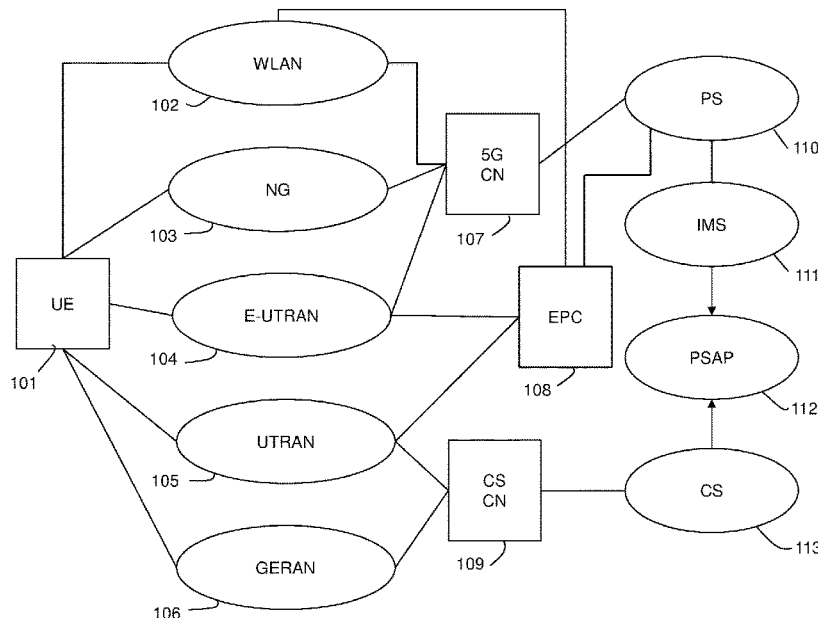 WLAN
102
PS
110
5G
CN
107
NG
103
IMS
111
UE
101
E-UTRAN
104
EPC
108
PSAP
112
UTRAN
105
CS
CN
109
CS
113
GERAN
106